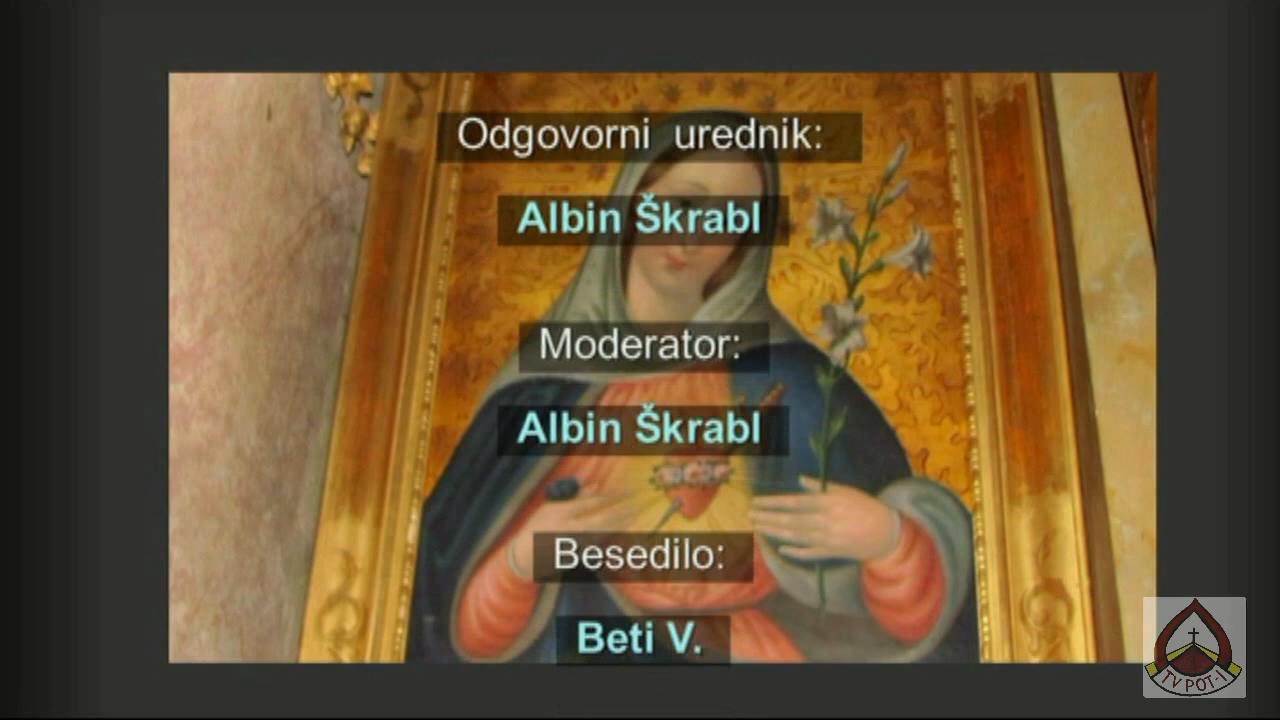 Odgovorni urednik:
Albin Škrabl
Moderator:
Albin Škrabl
Besedilo:
Beti V.
TV POT-1